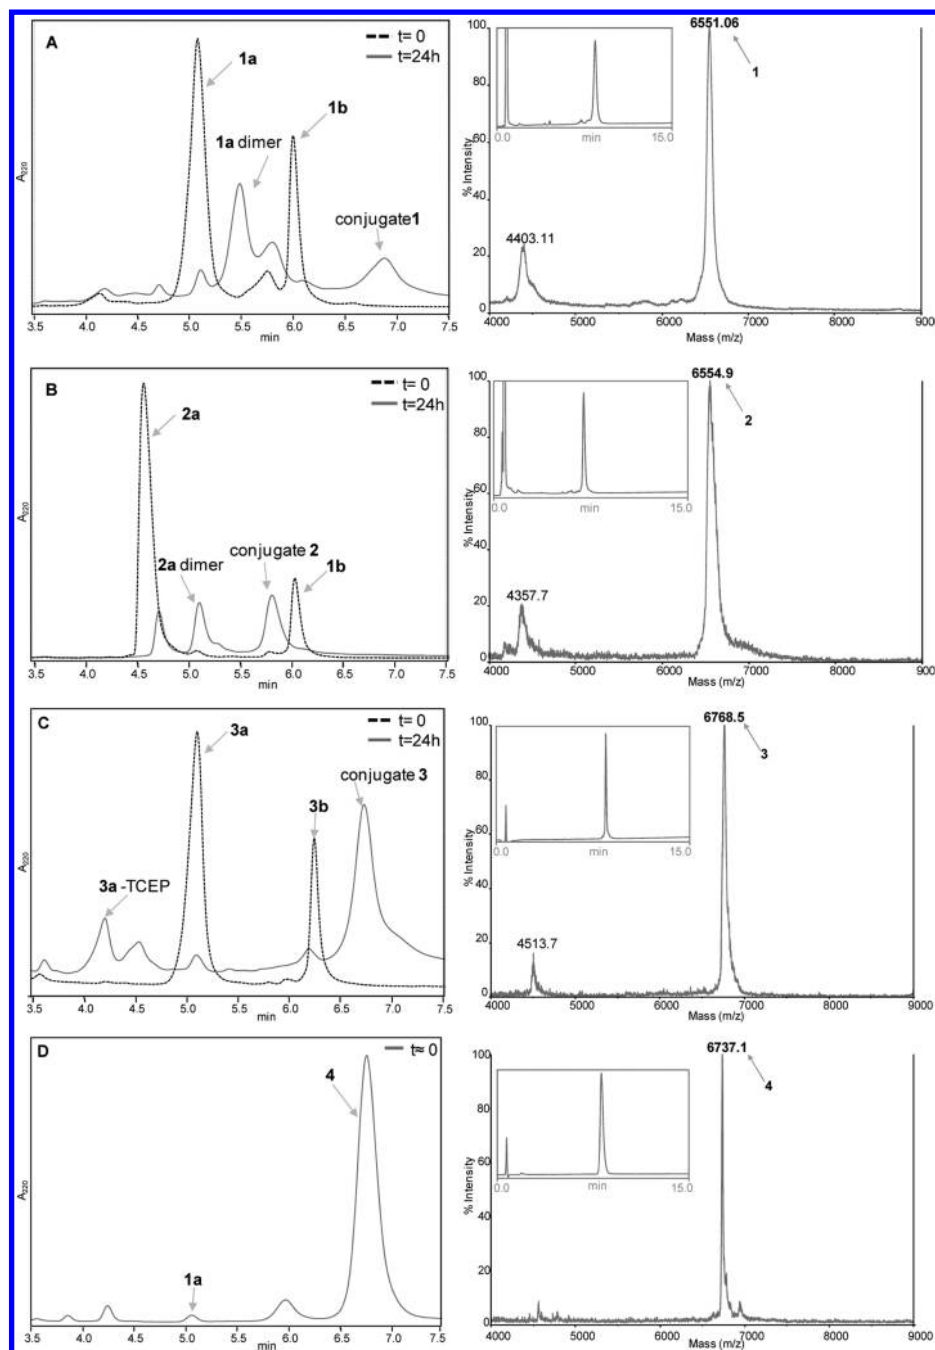 A
t= 0
t=24h
1a
1b
1a dimer
conjugate1
A220
3.5 4.0 4.5 5.0 5.5 6.0 6.5 7.0 7.5
min
6551.06
1
4403.11
% Intensity
100
80
60
40
20
0
0.0 min 15.0
4000 5000 6000 7000 8000 9000
Mass (m/z)
B
t= 0
t=24h
2a
2a dimer
conjugate 2
1b
A220
3.5 4.0 4.5 5.0 5.5 6.0 6.5 7.0 7.5
min
6554.9
2
4357.7
% Intensity
100
80
60
40
20
0
0.0 min 15.0
4000 5000 6000 7000 8000 9000
Mass (m/z)
C
t= 0
t=24h
3a
conjugate 3
3b
3a -TCEP
A220
3.5 4.0 4.5 5.0 5.5 6.0 6.5 7.0 7.5
min
6768.5
3
4513.7
% Intensity
100
80
60
40
20
0
0.0 min 15.0
4000 5000 6000 7000 8000 9000
Mass (m/z)
D
t≈ 0
4
1a
A220
3.5 4.0 4.5 5.0 5.5 6.0 6.5 7.0 7.5
min
6737.1
4
% Intensity
100
80
60
40
20
0
0.0 min 15.0
4000 5000 6000 7000 8000 9000
Mass (m/z)